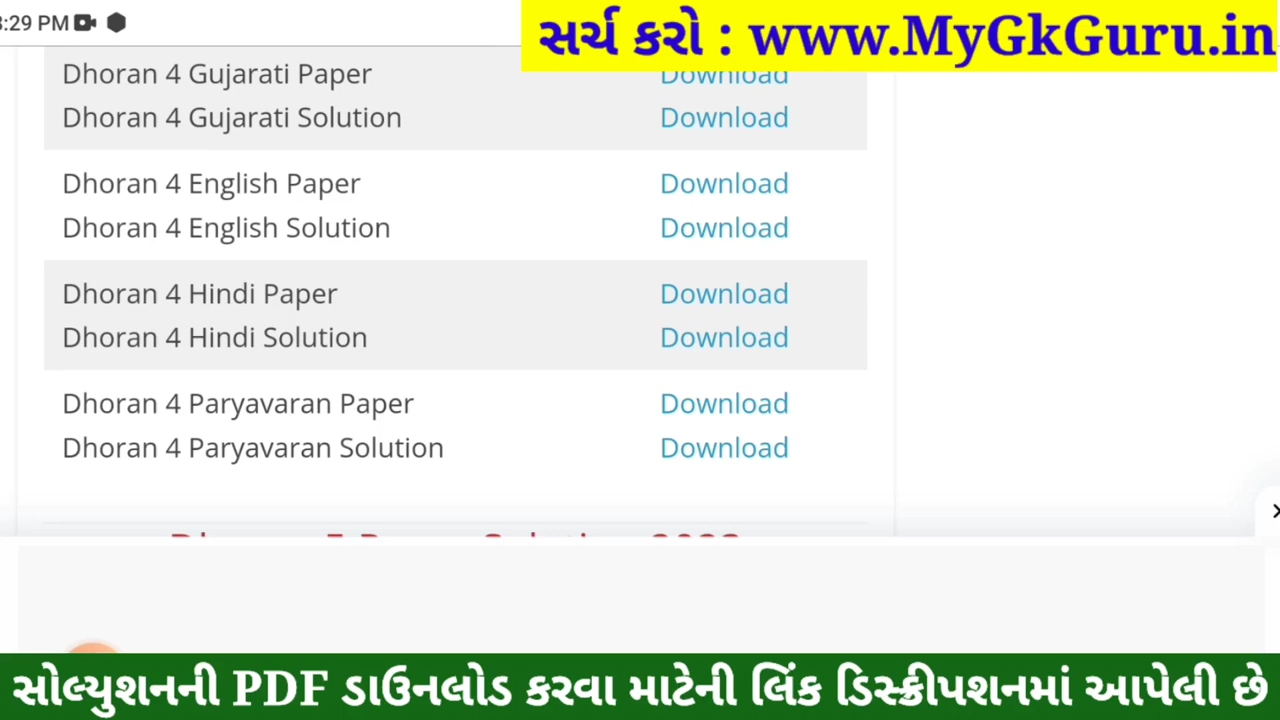 3:29 PM
સર્ચ કરો : www.MyGkGuru.in
Dhoran 4 Gujarati Paper Download
Dhoran 4 Gujarati Solution Download
Dhoran 4 English Paper Download
Dhoran 4 English Solution Download
Dhoran 4 Hindi Paper Download
Dhoran 4 Hindi Solution Download
Dhoran 4 Paryavaran Paper Download
Dhoran 4 Paryavaran Solution Download
સોલ્યુશનની PDF ડાઉનલોડ કરવા માટેની લિંક ડિસ્ક્રીપશનમાં આપેલી છે